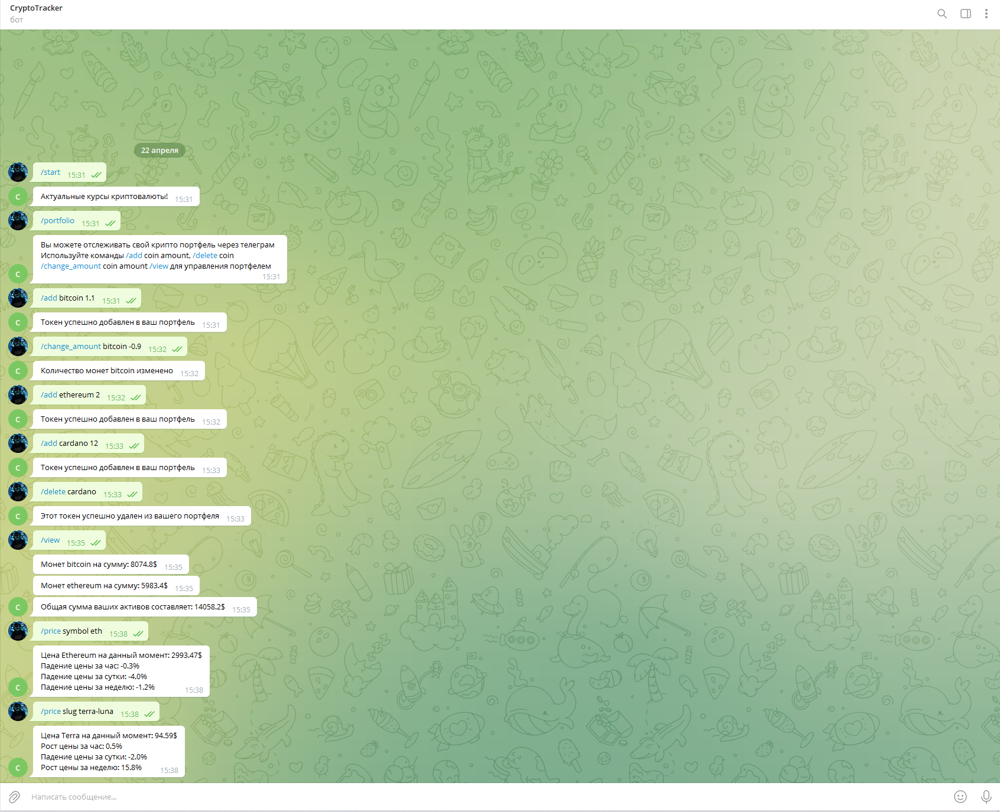 CryptoTracker
бот
22 апреля
/start 15:31
Актуальные курсы криптовалюты! 15:31
/portfolio 15:31
Вы можете отслеживать свой крипто портфель через телеграм
Используйте команды /add coin amount, /delete coin
/change_amount coin amount /view для управления портфелем
15:31
/add bitcoin 1.1 15:31
C Токен успешно добавлен в ваш портфель 15:31
/change_amount bitcoin -0.9 15:32
C Количество монет bitcoin изменено 15:32
/add ethereum 2 15:32
C Токен успешно добавлен в ваш портфель 15:32
/add cardano 12 15:33
C Токен успешно добавлен в ваш портфель 15:33
/delete cardano 15:33
C Этот токен успешно удален из вашего портфеля 15:33
/view 15:35
Монет bitcoin на сумму: 8074.8$ 15:35
Монет ethereum на сумму: 5983.4$ 15:35
C Общая сумма ваших активов составляет: 14058.2$ 15:35
/price symbol eth 15:38
Цена Ethereum на данный момент: 2993.47$
Падение цены за час: -0.3%
Падение цены за сутки: -4.0%
C Падение цены за неделю: -1.2% 15:38
/price slug terra-luna 15:38
Цена Terra на данный момент: 94.59$
Рост цены за час: 0.5%
Падение цены за сутки: -2.0%
C Рост цены за неделю: 15.8% 15:38
Написать сообщение...